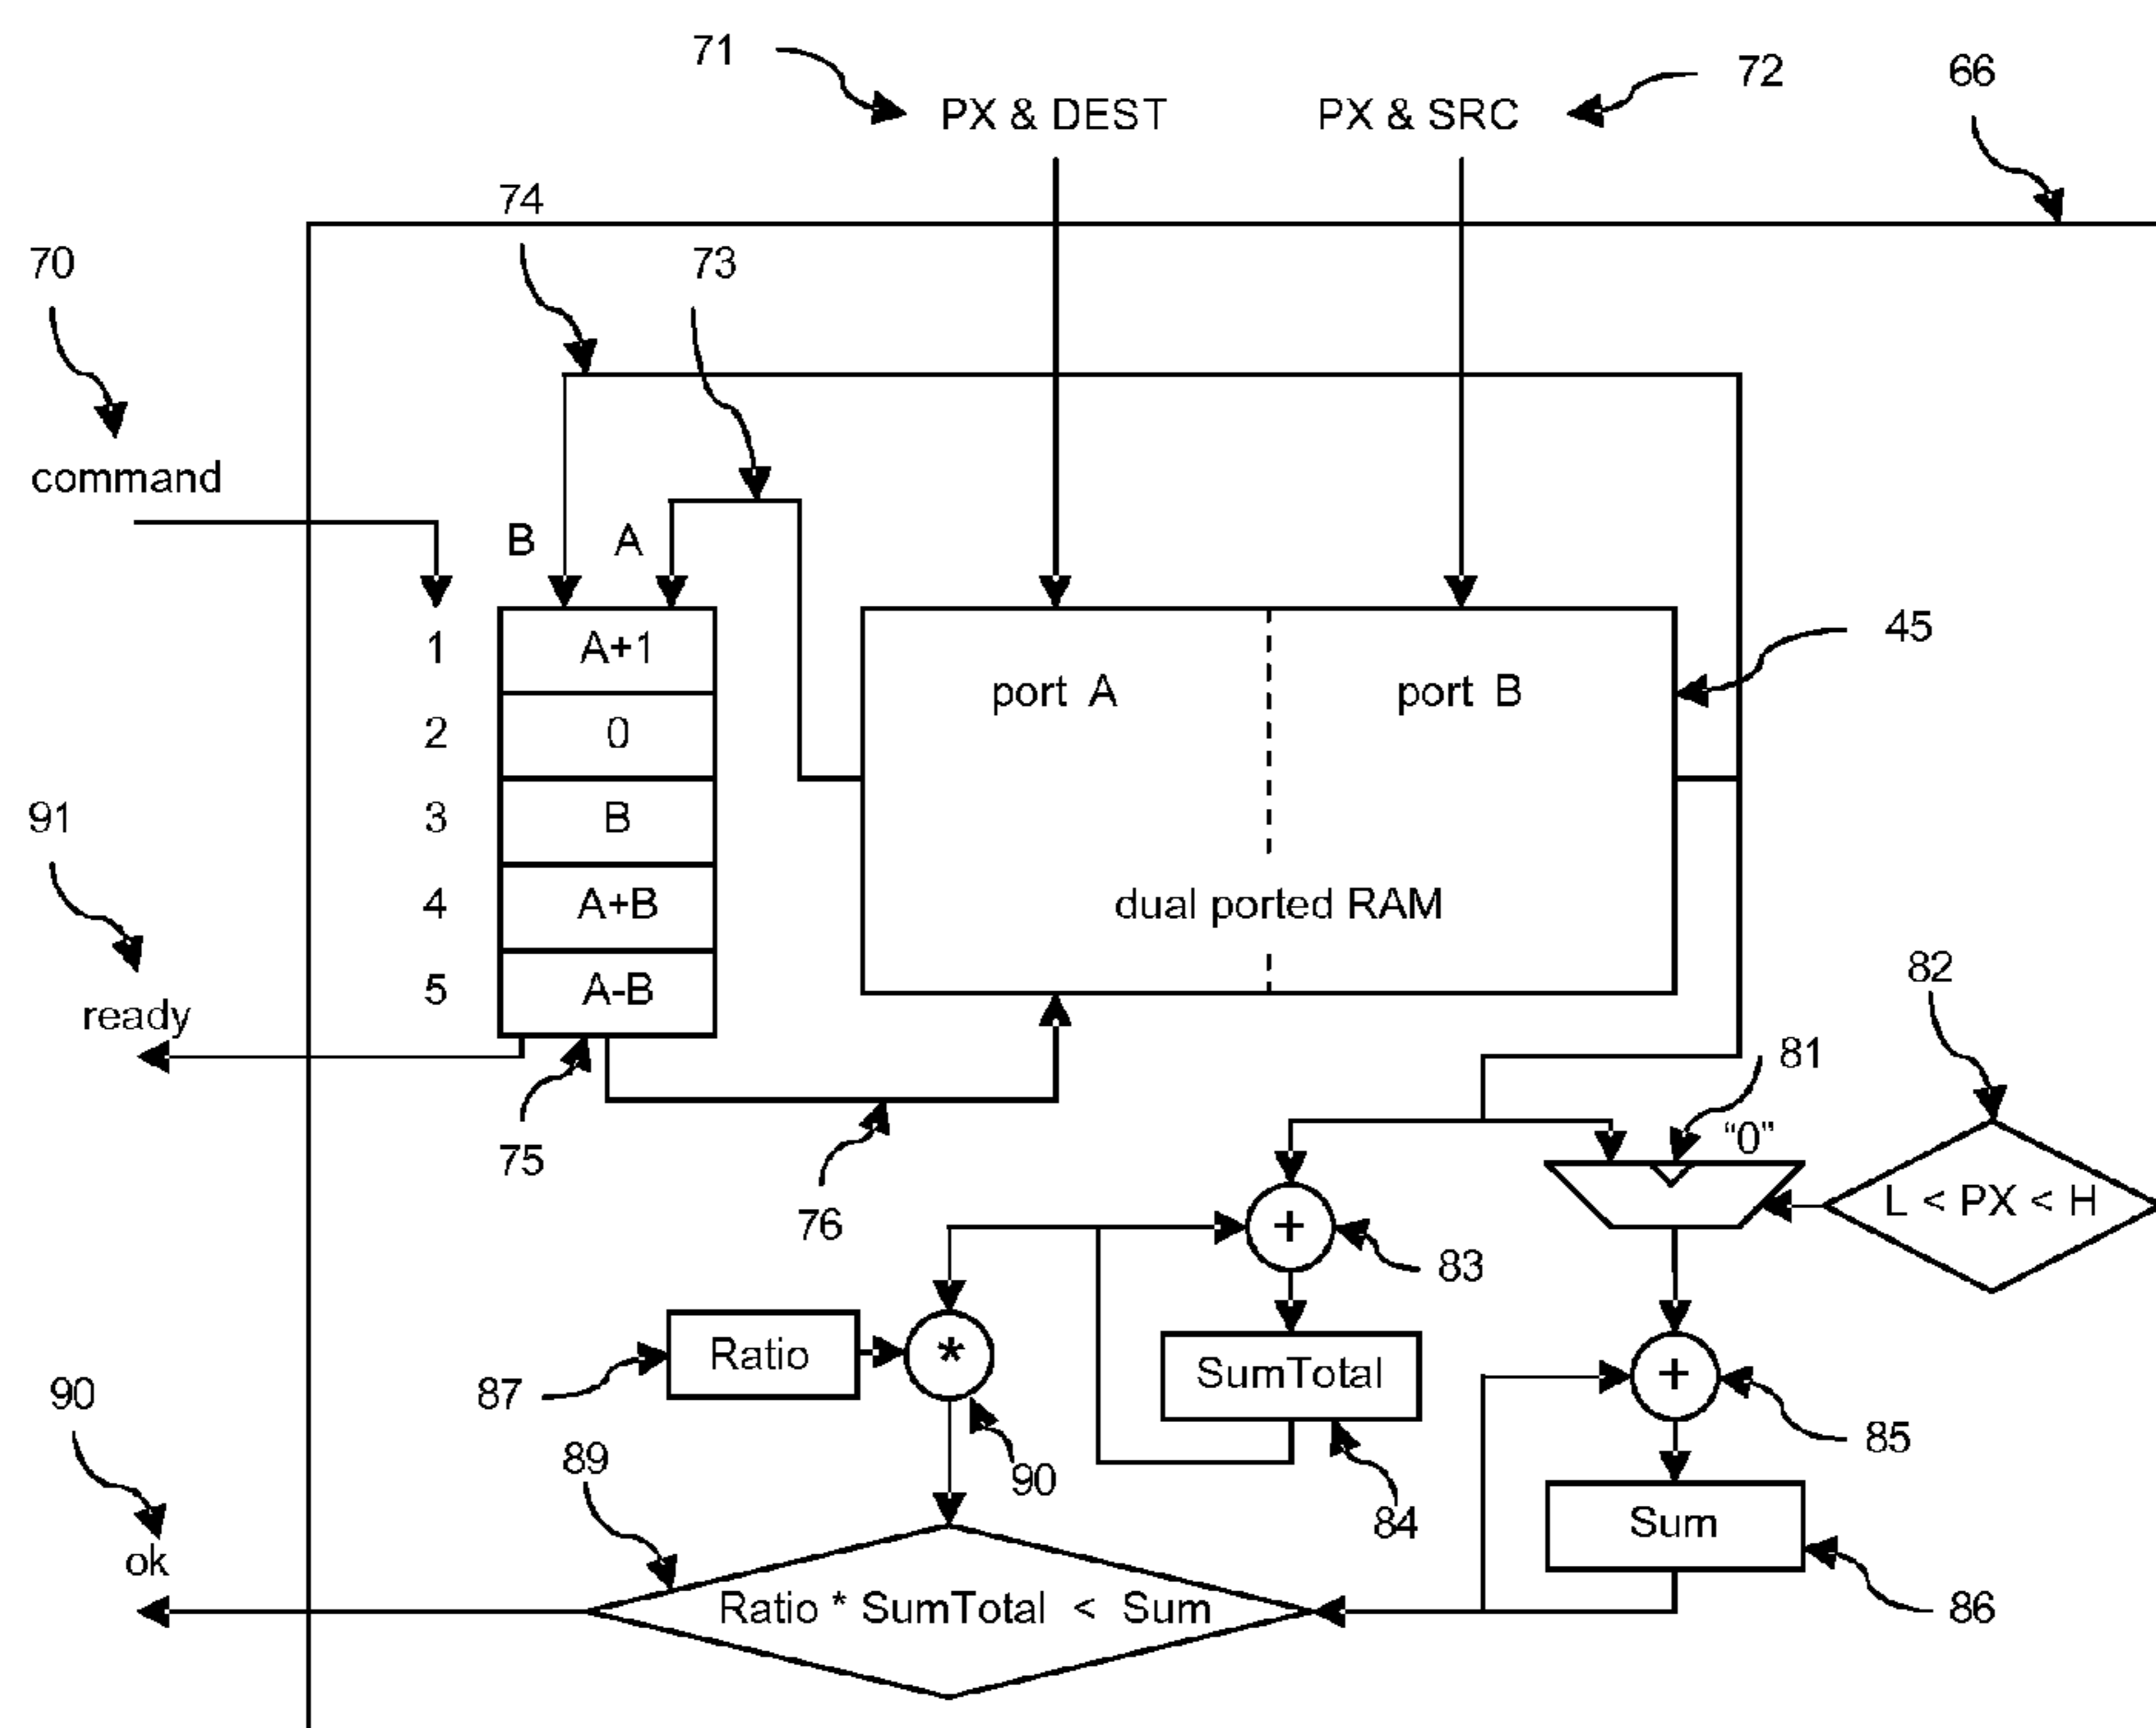 71
PX & DEST
PX & SRC
72
66
74
73
70
command
B
A
1
A+1
2
0
3
B
4
A+B
5
A-B
port A
port B
dual ported RAM
45
91
ready
75
76
82
81
"0"
L < PX < H
+
83
87
Ratio
*
SumTotal
+
85
90
84
Sum
86
90
ok
89
Ratio * SumTotal < Sum